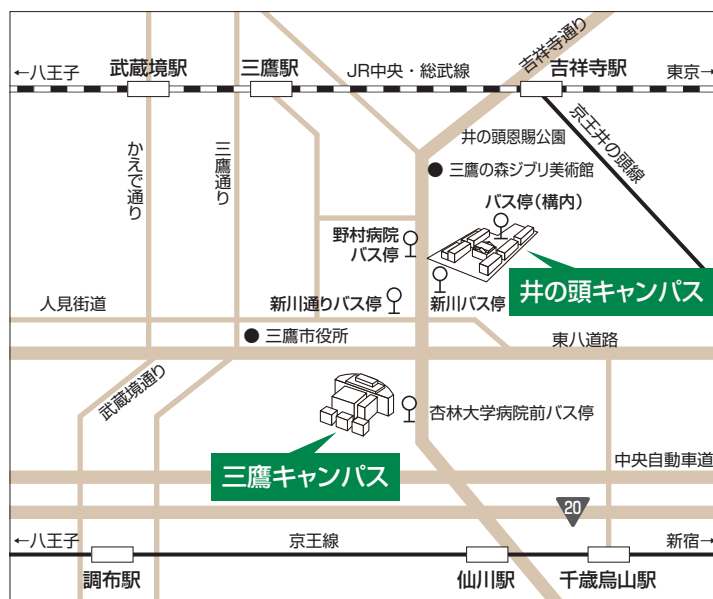 吉祥寺通り
←八王子
武蔵境駅
三鷹駅
JR中央・総武線
吉祥寺駅
東京→
かえで通り
三鷹通り
井の頭恩賜公園
京王井の頭線
三鷹の森ジブリ美術館
バス停（構内）
野村病院
バス停
井の頭キャンパス
人見街道
新川通りバス停
新川バス停
三鷹市役所
東八道路
武蔵境通り
杏林大学病院前バス停
三鷹キャンパス
中央自動車道
20
←八王子
京王線
新宿→
調布駅
仙川駅
千歳烏山駅